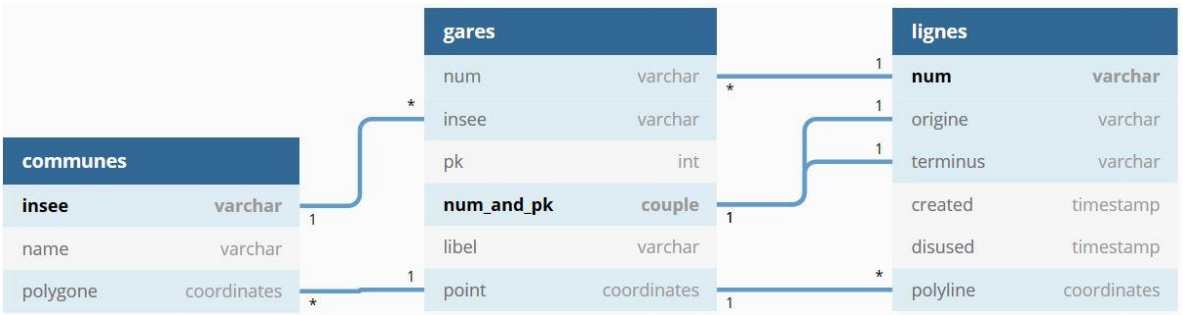 gares
num varchar
insee varchar
pk int
num_and_pk couple
libel varchar
point coordinates
lignes
num varchar
origine varchar
terminus varchar
created timestamp
disused timestamp
polyline coordinates
communes
insee varchar
name varchar
polygone coordinates
*
1
1
*
1
*
1
1
1
1
*